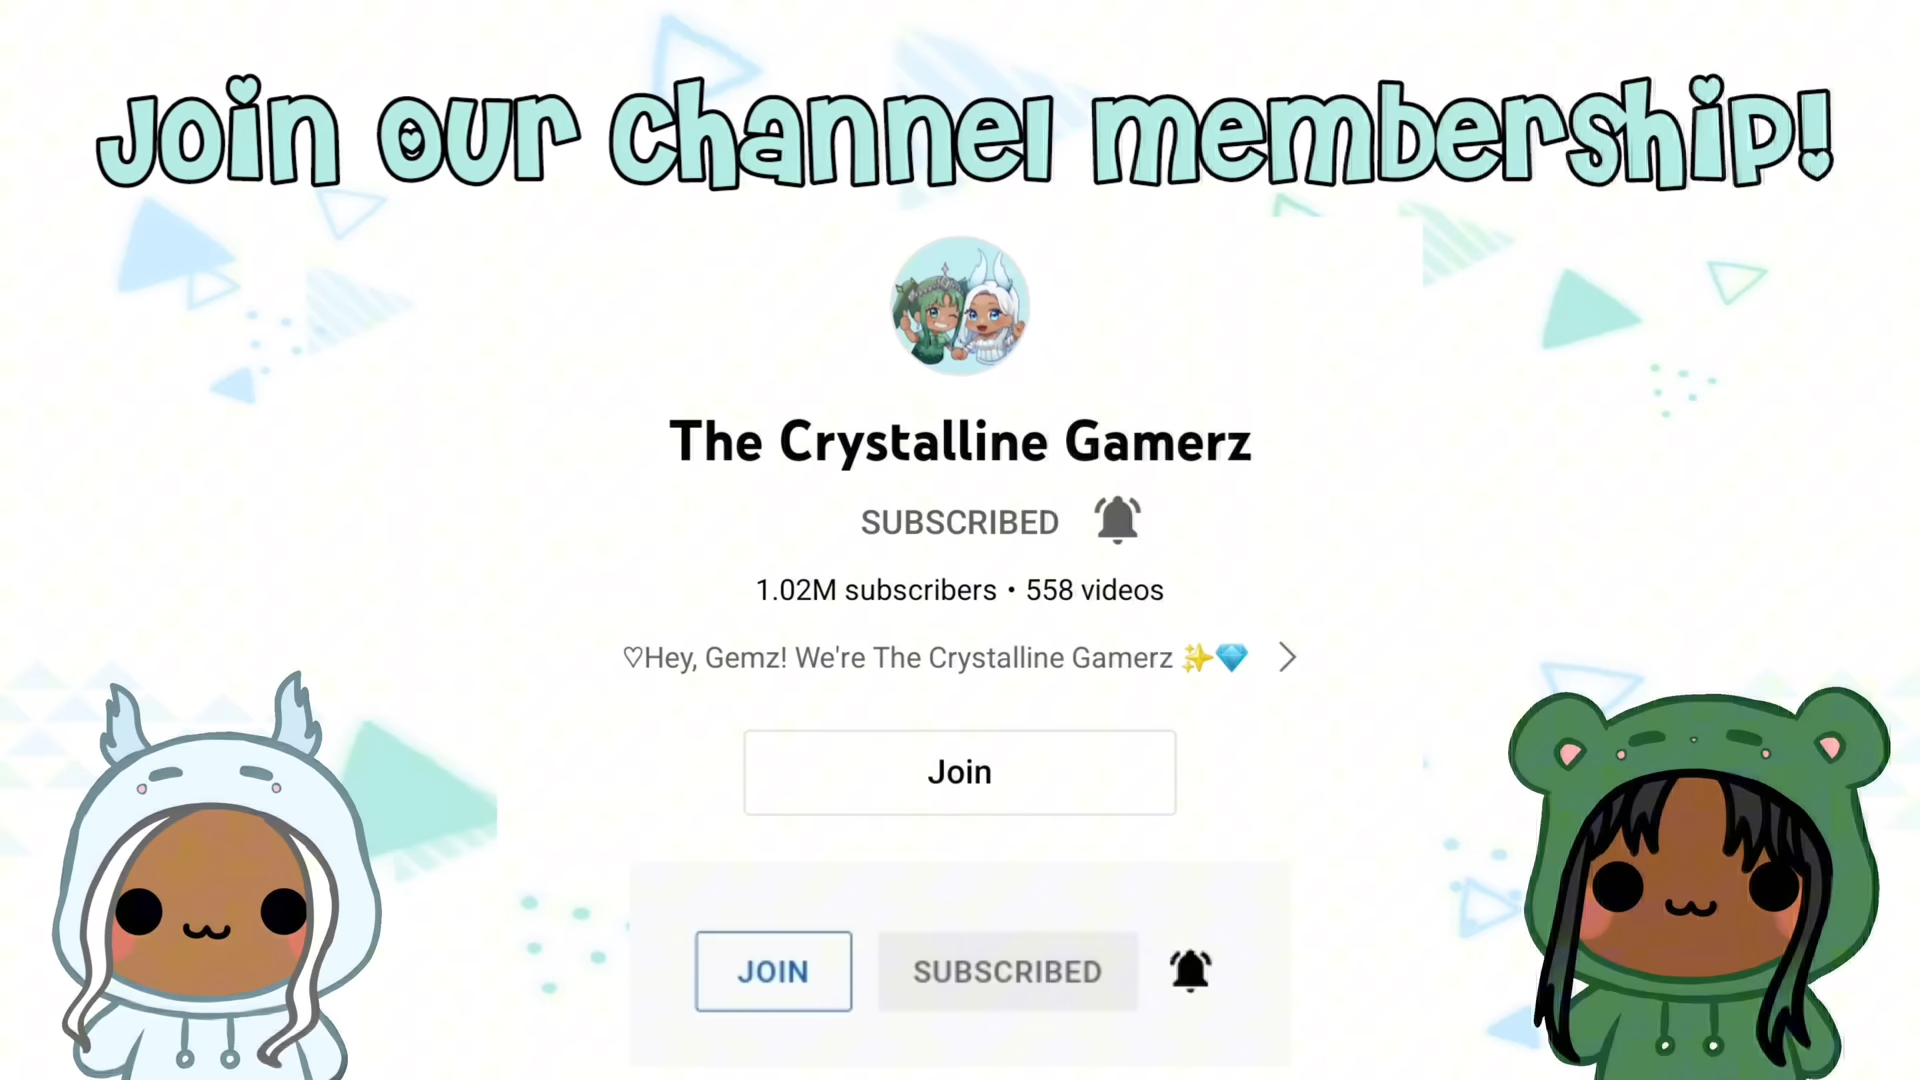 Join our channel membership!
The Crystalline Gamerz
SUBSCRIBED
1.02M subscribers • 558 videos
♡Hey, Gemz! We're The Crystalline Gamerz ✨💎
Join
JOIN SUBSCRIBED